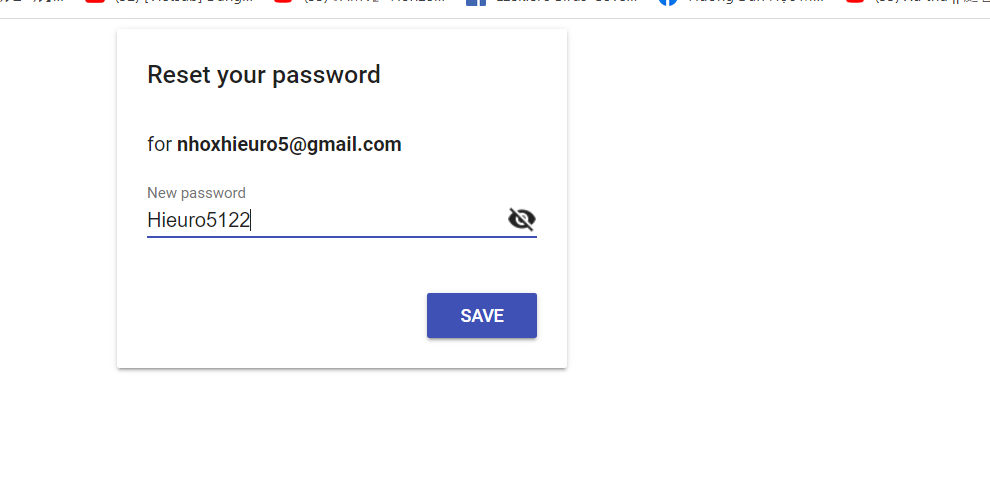 Reset your password
for nhoxhieuro5@gmail.com
New password
Hieuro5122
SAVE